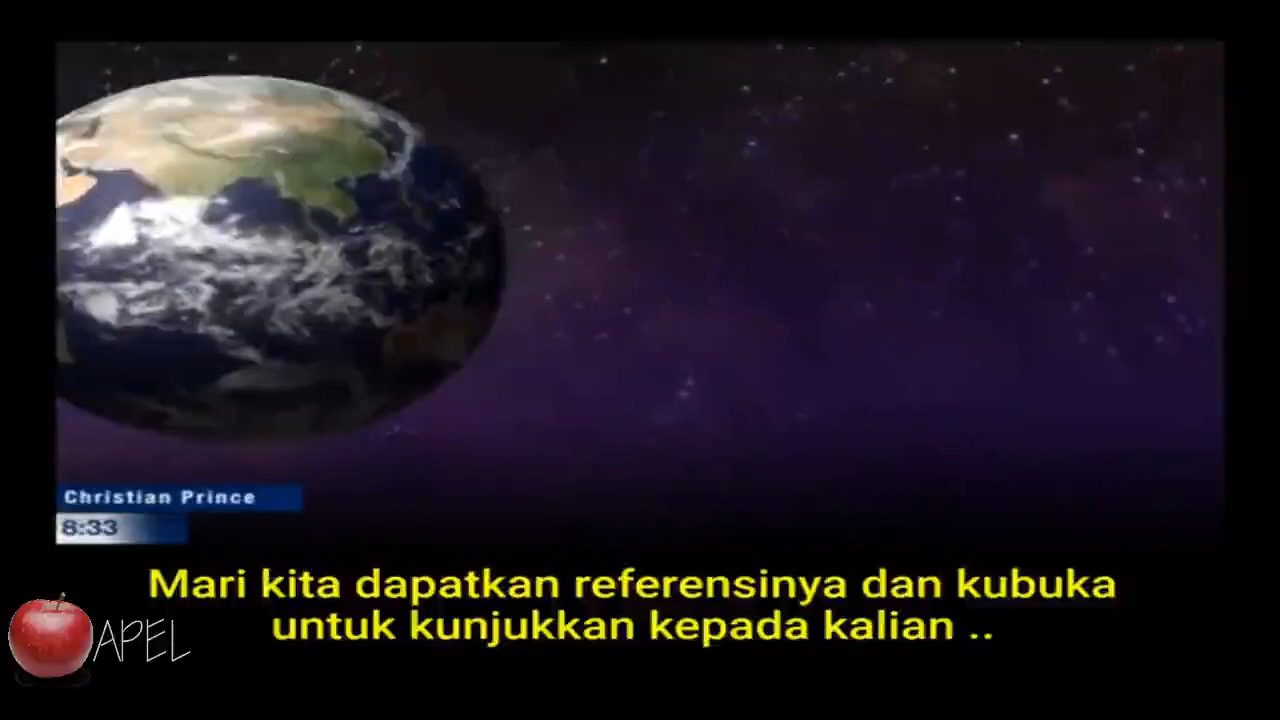 Christian Prince
8:33
Mari kita dapatkan referensinya dan kubuka
untuk kunjukkan kepada kalian ..
APEL